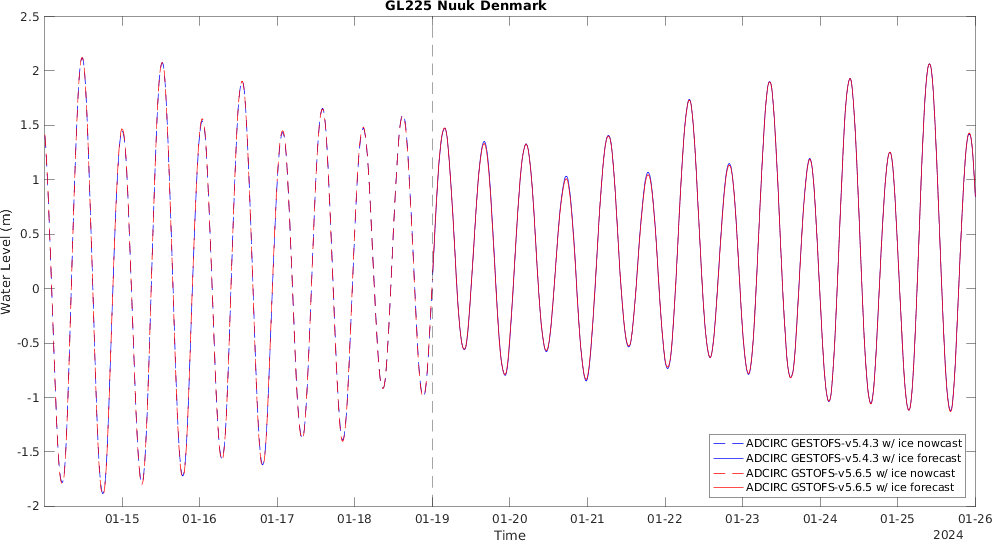 GL225 Nuuk Denmark
2.5
2
1.5
1
0.5
0
-0.5
-1
-1.5
-2
Water Level (m)
ADCIRC GESTOFS-v5.4.3 w/ ice nowcast
ADCIRC GESTOFS-v5.4.3 w/ ice forecast
ADCIRC GSTOFS-v5.6.5 w/ ice nowcast
ADCIRC GSTOFS-v5.6.5 w/ ice forecast
01-15 01-16 01-17 01-18 01-19 01-20 01-21 01-22 01-23 01-24 01-25 01-26
Time
2024